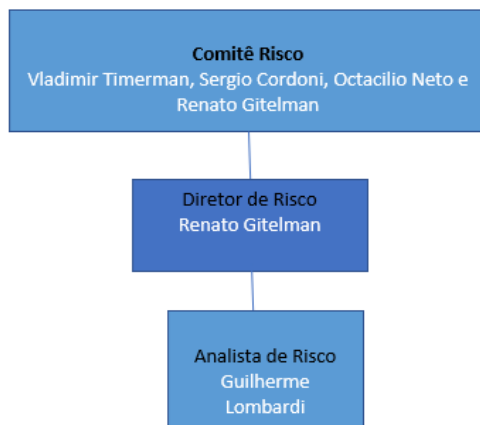 Comitê Risco
Vladimir Timerman, Sergio Cordoni, Octacilio Neto e
Renato Gitelman
Diretor de Risco
Renato Gitelman
Analista de Risco
Guilherme
Lombardi